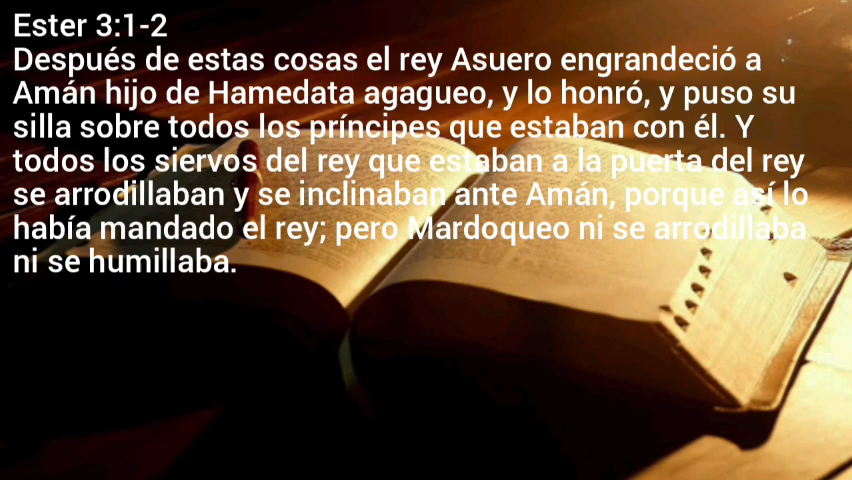 Ester 3:1-2
Después de estas cosas el rey Asuero engrandeció a
Amán hijo de Hamedata agagueo, y lo honró, y puso su
silla sobre todos los príncipes que estaban con él. Y
todos los siervos del rey que estaban a la puerta del rey
se arrodillaban y se inclinaban ante Amán, porque así lo
había mandado el rey; pero Mardoqueo ni se arrodillaba
ni se humillaba.